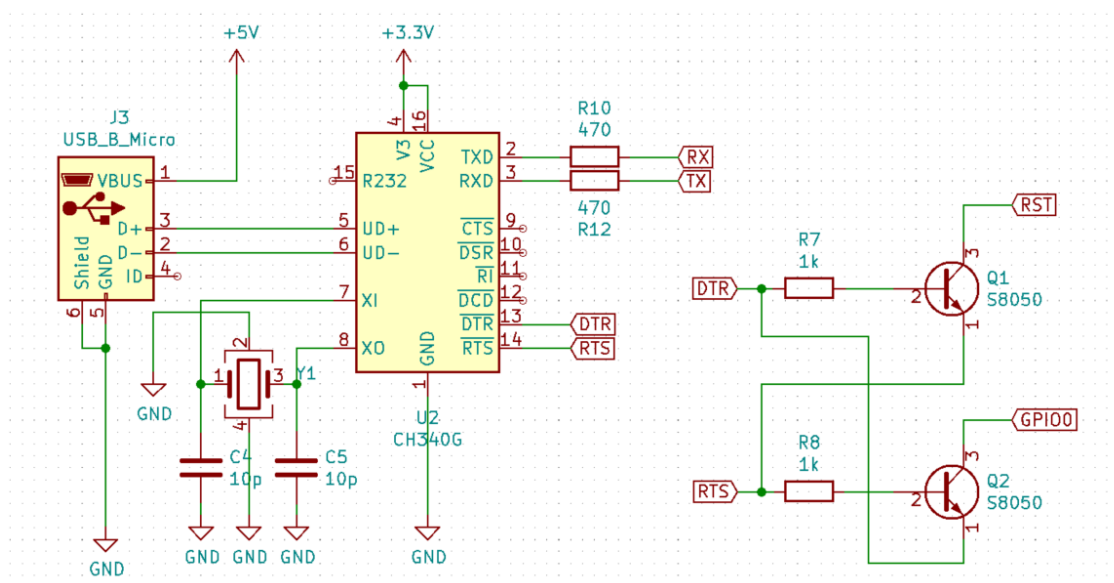 +5V
+3.3V
J3
USB_B_Micro
VBUS
1
D+
3
D-
2
ID
4
Shield
GND
6
5
4
16
V3
VCC
15
R232
5
UD+
6
UD-
7
XI
8
XO
TXD
2
RXD
3
CTS
9
DSR
10
RI
11
DCD
12
DTR
13
RTS
14
GND
1
U2
CH340G
R10
470
RX
TX
470
R12
DTR
RTS
2
1
3
Y1
4
GND
C4
10p
C5
10p
GND
GND
GND
GND
GND
RST
R7
1k
DTR
3
2
1
Q1
S8050
GPIO0
R8
1k
RTS
3
2
1
Q2
S8050